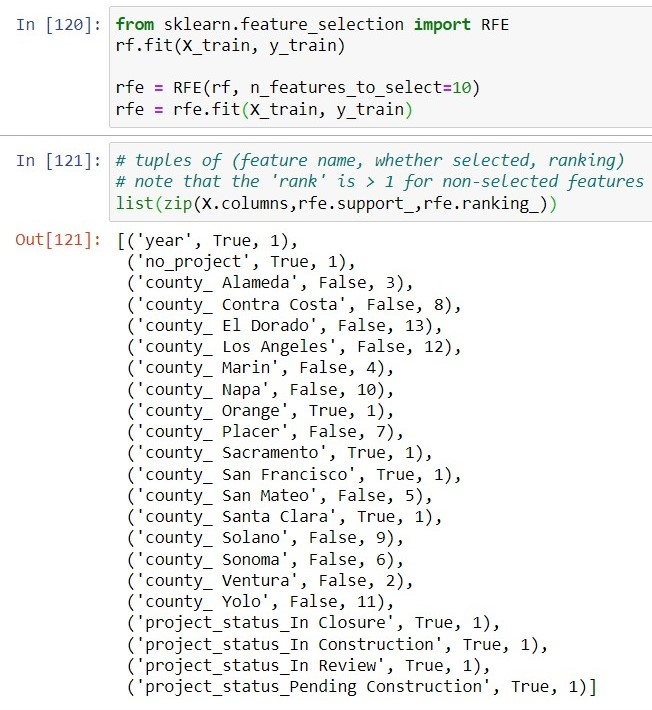 In [120]: from sklearn.feature_selection import RFE
rf.fit(X_train, y_train)
rfe = RFE(rf, n_features_to_select=10)
rfe = rfe.fit(X_train, y_train)
In [121]: # tuples of (feature name, whether selected, ranking)
# note that the 'rank' is > 1 for non-selected features
list(zip(X.columns,rfe.support_,rfe.ranking_))
Out[121]: [('year', True, 1),
('no_project', True, 1),
('county_ Alameda', False, 3),
('county_ Contra Costa', False, 8),
('county_ El Dorado', False, 13),
('county_ Los Angeles', False, 12),
('county_ Marin', False, 4),
('county_ Napa', False, 10),
('county_ Orange', True, 1),
('county_ Placer', False, 7),
('county_ Sacramento', True, 1),
('county_ San Francisco', True, 1),
('county_ San Mateo', False, 5),
('county_ Santa Clara', True, 1),
('county_ Solano', False, 9),
('county_ Sonoma', False, 6),
('county_ Ventura', False, 2),
('county_ Yolo', False, 11),
('project_status_In Closure', True, 1),
('project_status_In Construction', True, 1),
('project_status_In Review', True, 1),
('project_status_Pending Construction', True, 1)]